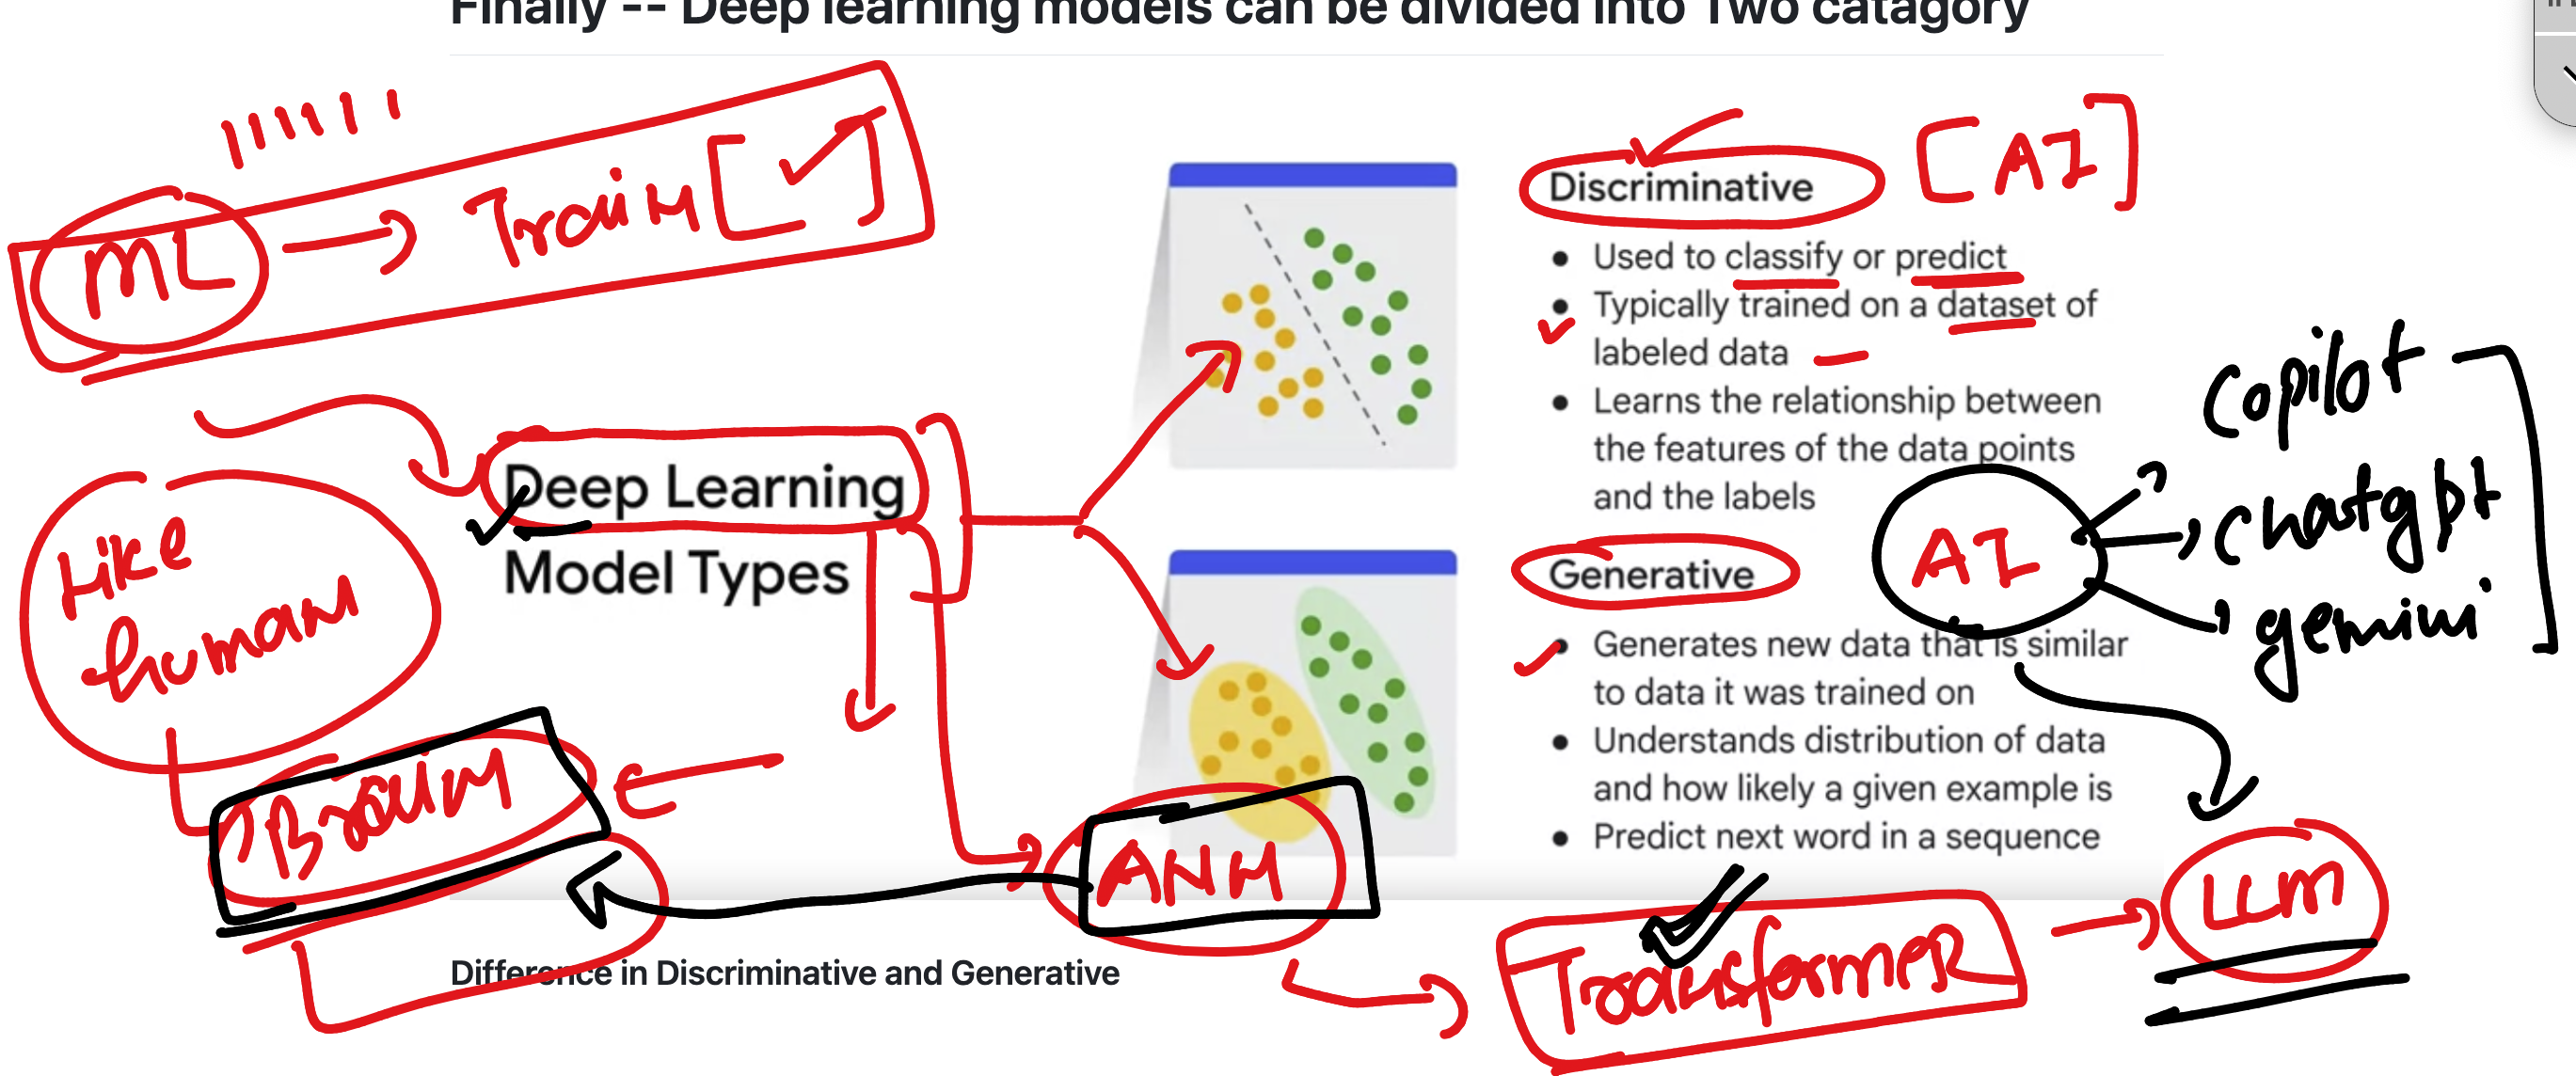 Finally -- Deep learning models can be divided into Two catagory
ML → Train [✓]
Discriminative [AI]
• Used to classify or predict
• Typically trained on a dataset of
labeled data
• Learns the relationship between
the features of the data points
and the labels
Deep Learning
Model Types
Like
human
Brain
Generative
• Generates new data that is similar
to data it was trained on
• Understands distribution of data
and how likely a given example is
• Predict next word in a sequence
AI
Copilot
Chatgpt
gemini
ANN
Transformer → LLM
Difference in Discriminative and Generative